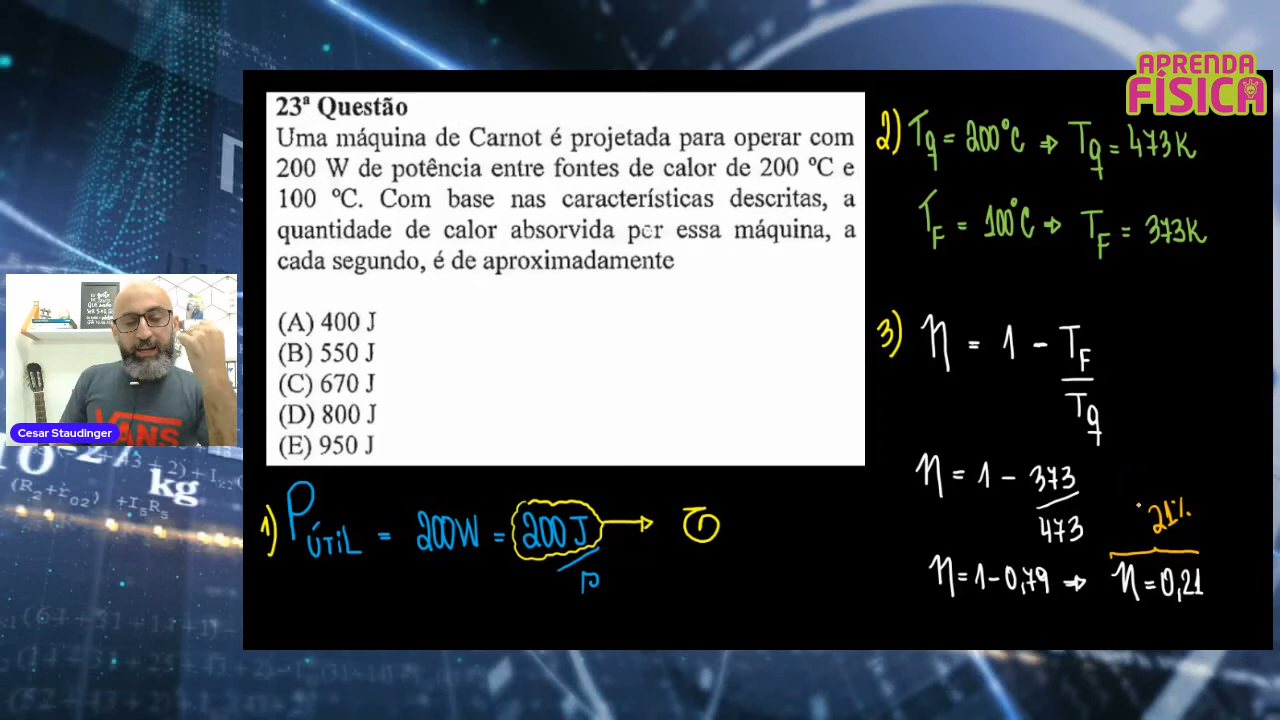 APRENDA
FÍSICA
23ª Questão
Uma máquina de Carnot é projetada para operar com
200 W de potência entre fontes de calor de 200 ºC e
100 ºC. Com base nas características descritas, a
quantidade de calor absorvida por essa máquina, a
cada segundo, é de aproximadamente
(A) 400 J
(B) 550 J
(C) 670 J
(D) 800 J
(E) 950 J
1) PÚTIL = 200W = 200 J/s → 𝒯
2) Tq = 200°C ⇒ Tq = 473K
TF = 100°C ⇒ TF = 373K
3) η = 1 - TF/Tq
η = 1 - 373/473
η = 1 - 0,79 → η = 0,21
21%
Cesar Staudinger
VANS
kg